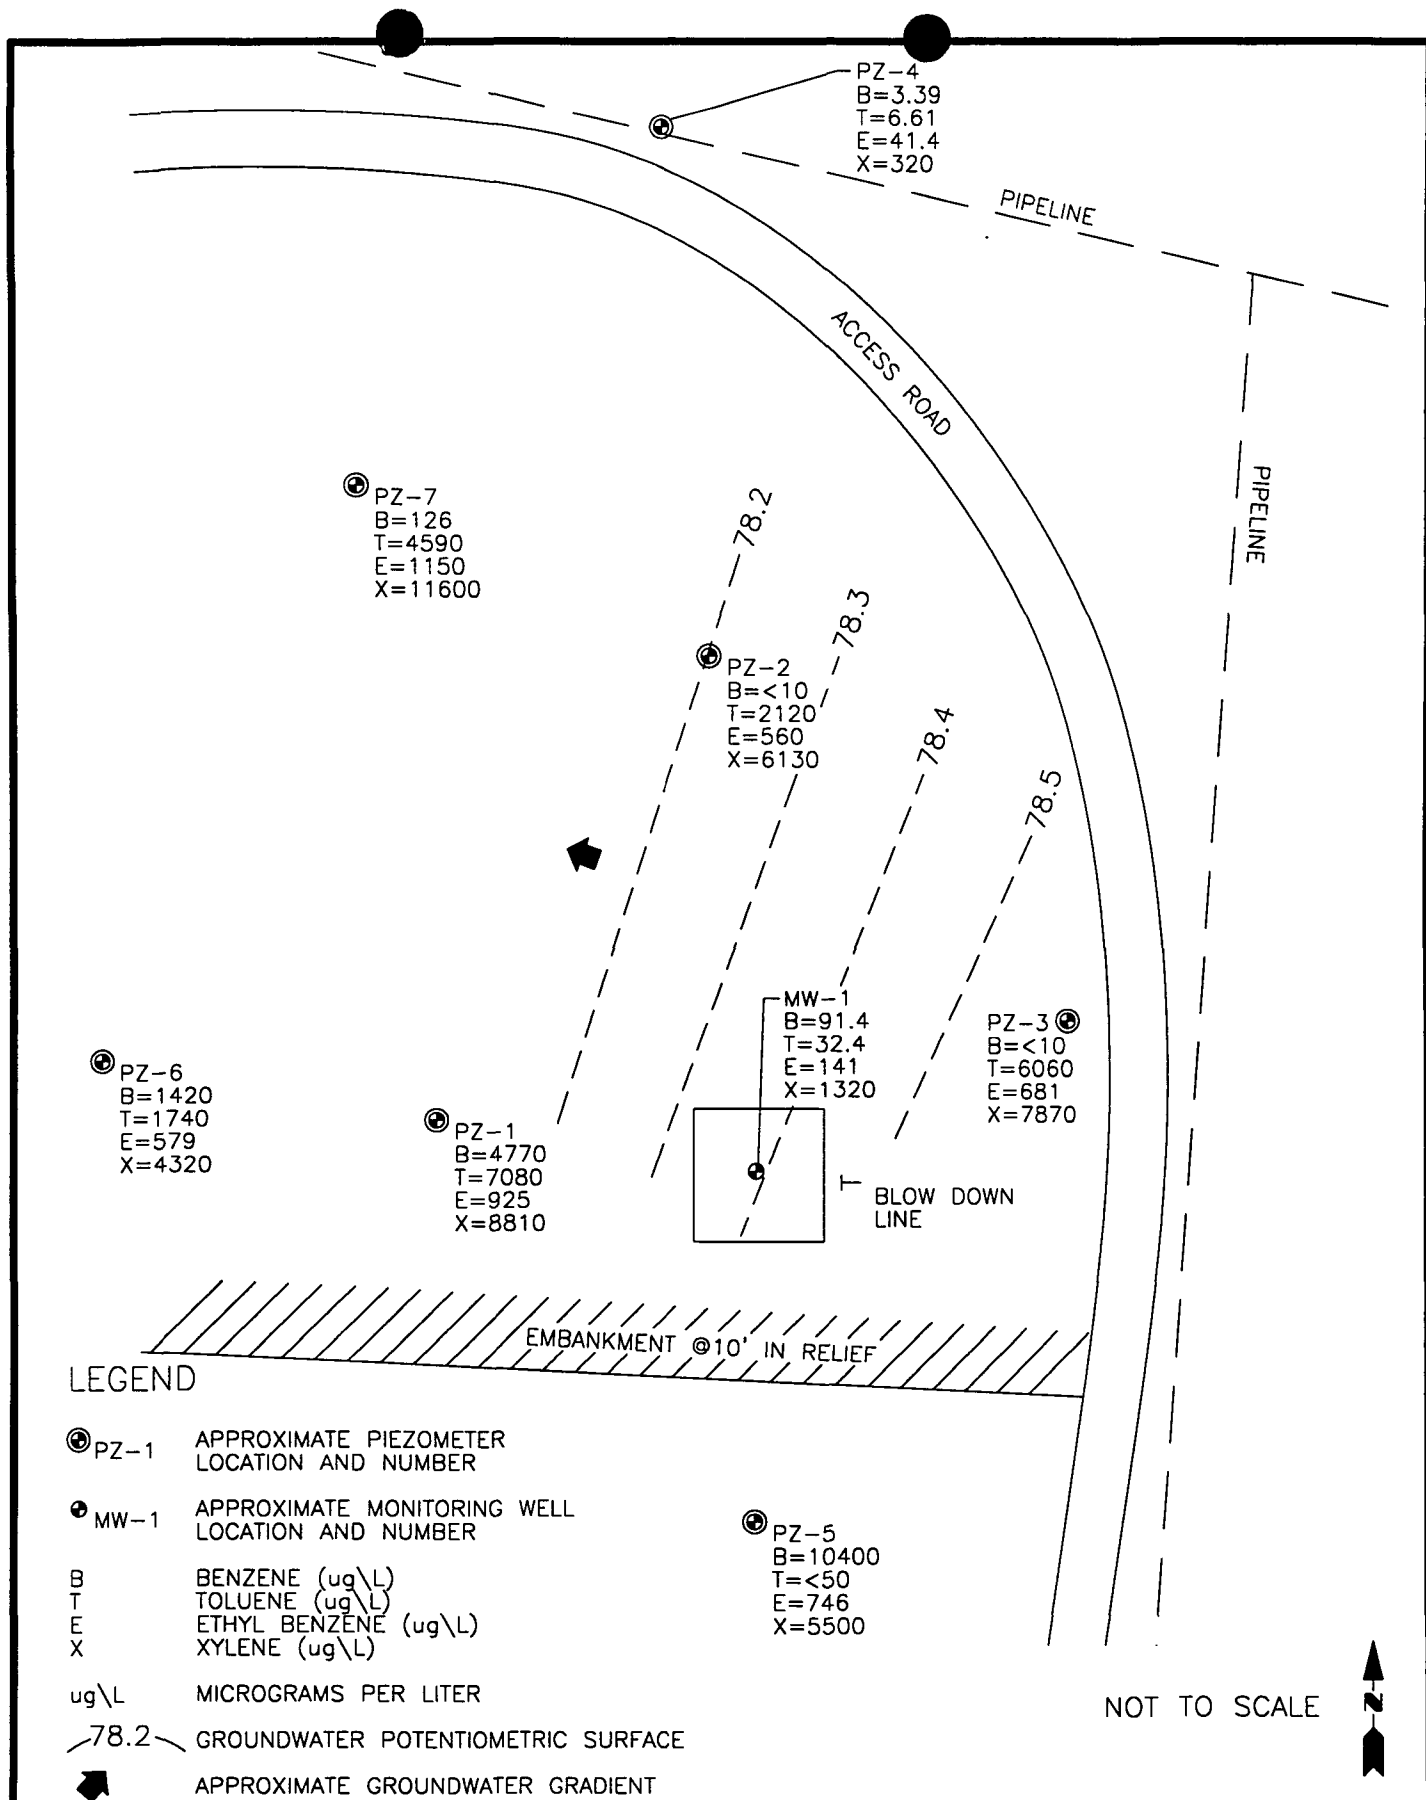 PZ-4
B=3.39
T=6.61
E=41.4
X=320
PIPELINE
ACCESS ROAD
PIPELINE
PZ-7
B=126
T=4590
E=1150
X=11600
78.2
78.3
PZ-2
B=<10
T=2120
E=560
X=6130
78.4
78.5
MW-1
B=91.4
T=32.4
E=141
X=1320
PZ-3
B=<10
T=6060
E=681
X=7870
PZ-6
B=1420
T=1740
E=579
X=4320
PZ-1
B=4770
T=7080
E=925
X=8810
BLOW DOWN
LINE
EMBANKMENT @10' IN RELIEF
LEGEND
PZ-1 APPROXIMATE PIEZOMETER
LOCATION AND NUMBER
MW-1 APPROXIMATE MONITORING WELL
LOCATION AND NUMBER
B BENZENE (ug\L)
T TOLUENE (ug\L)
E ETHYL BENZENE (ug\L)
X XYLENE (ug\L)
ug\L MICROGRAMS PER LITER
78.2 GROUNDWATER POTENTIOMETRIC SURFACE
APPROXIMATE GROUNDWATER GRADIENT
PZ-5
B=10400
T=<50
E=746
X=5500
NOT TO SCALE
N